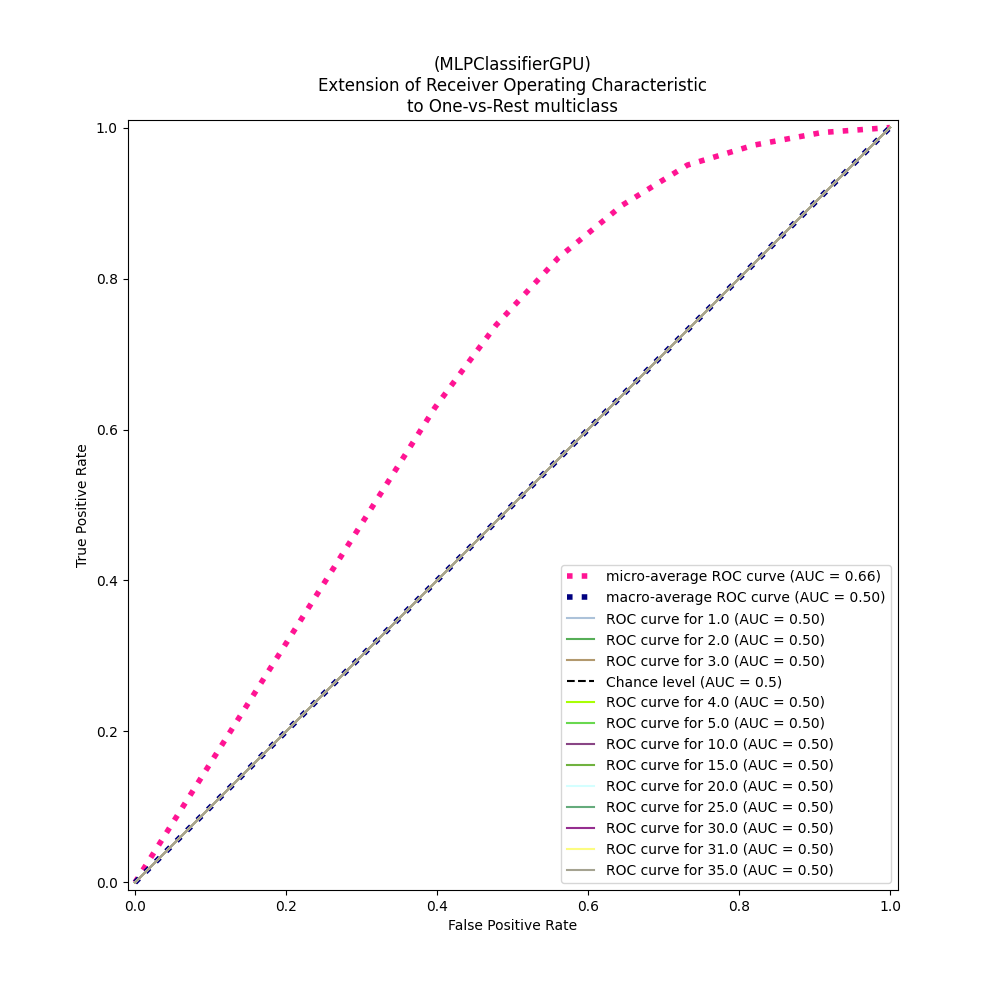 (MLPClassifierGPU)
Extension of Receiver Operating Characteristic
to One-vs-Rest multiclass
1.0
0.8
0.6
0.4
0.2
0.0
True Positive Rate
micro-average ROC curve (AUC = 0.66)
macro-average ROC curve (AUC = 0.50)
ROC curve for 1.0 (AUC = 0.50)
ROC curve for 2.0 (AUC = 0.50)
ROC curve for 3.0 (AUC = 0.50)
Chance level (AUC = 0.5)
ROC curve for 4.0 (AUC = 0.50)
ROC curve for 5.0 (AUC = 0.50)
ROC curve for 10.0 (AUC = 0.50)
ROC curve for 15.0 (AUC = 0.50)
ROC curve for 20.0 (AUC = 0.50)
ROC curve for 25.0 (AUC = 0.50)
ROC curve for 30.0 (AUC = 0.50)
ROC curve for 31.0 (AUC = 0.50)
ROC curve for 35.0 (AUC = 0.50)
0.0 0.2 0.4 0.6 0.8 1.0
False Positive Rate